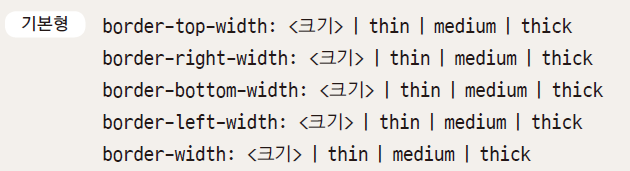 기본형 border-top-width: <크기> | thin | medium | thick
border-right-width: <크기> | thin | medium | thick
border-bottom-width: <크기> | thin | medium | thick
border-left-width: <크기> | thin | medium | thick
border-width: <크기> | thin | medium | thick